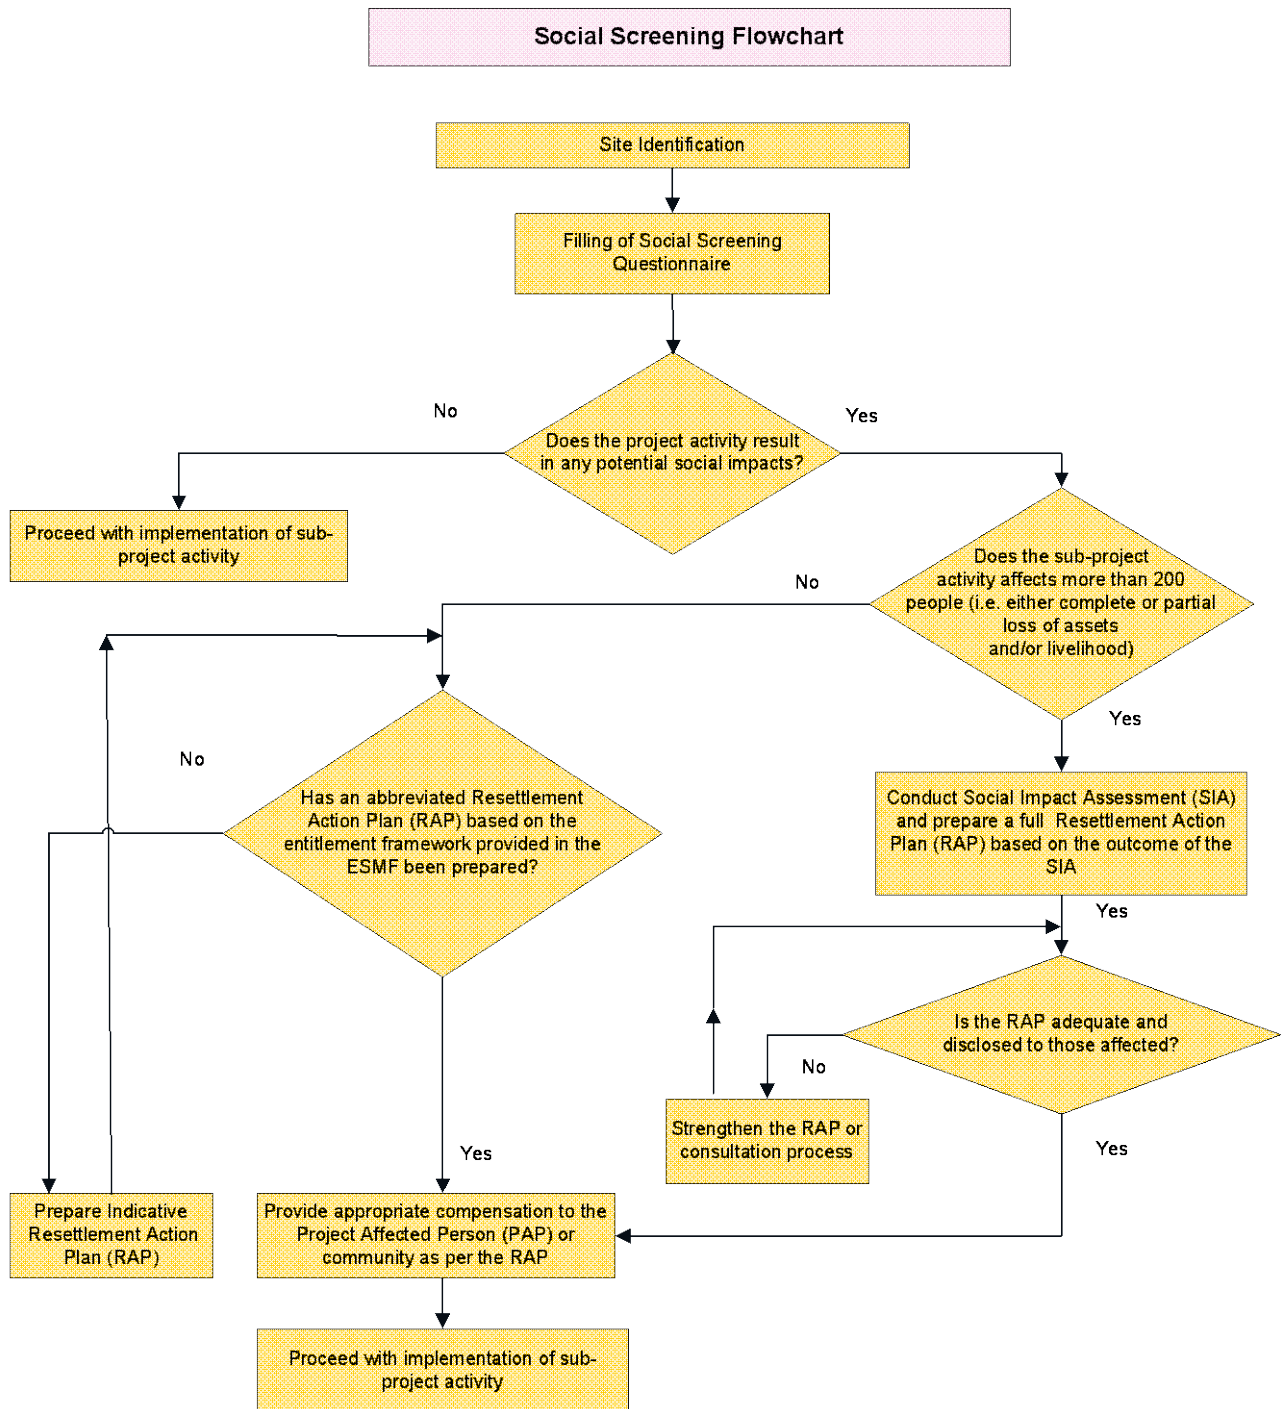 Social Screening Flowchart
Site Identification
Filling of Social Screening
Questionnaire
No
Yes
Does the project activity result
in any potential social impacts?
Proceed with implementation of sub-
project activity
Does the sub-project
activity affects more than 200
people (i.e. either complete or partial
loss of assets
and/or livelihood)
No
Yes
No
Has an abbreviated Resettlement
Action Plan (RAP) based on the
entitlement framework provided in the
ESMF been prepared?
Conduct Social Impact Assessment (SIA)
and prepare a full Resettlement Action
Plan (RAP) based on the outcome of the
SIA
Yes
Is the RAP adequate and
disclosed to those affected?
No
Strengthen the RAP or
consultation process
Yes
Yes
Prepare Indicative
Resettlement Action
Plan (RAP)
Provide appropriate compensation to the
Project Affected Person (PAP) or
community as per the RAP
Proceed with implementation of sub-
project activity